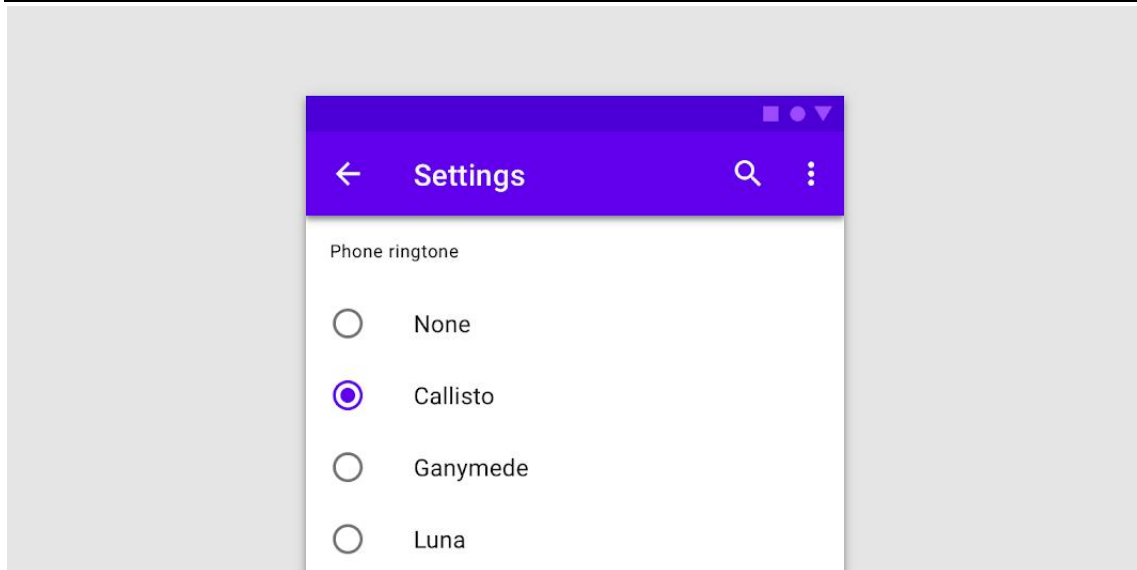 Settings
Phone ringtone
None
Callisto
Ganymede
Luna